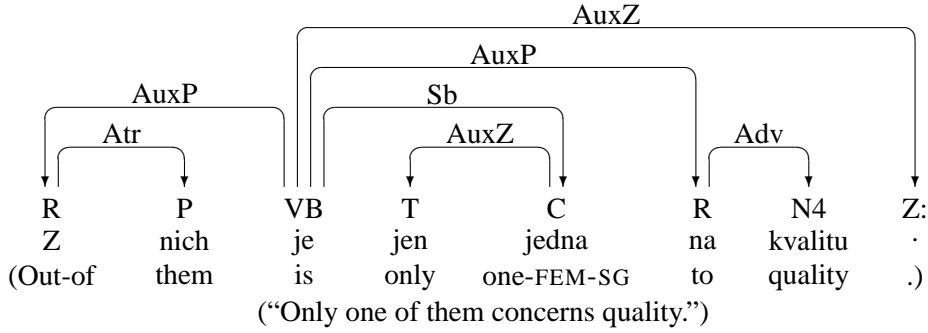 AuxZ
AuxP
AuxP Sb
Atr AuxZ Adv
R P VB T C R N4 Z:
Z nich je jen jedna na kvalitu .
(Out-of them is only one-FEM-SG to quality .)
(“Only one of them concerns quality.”)